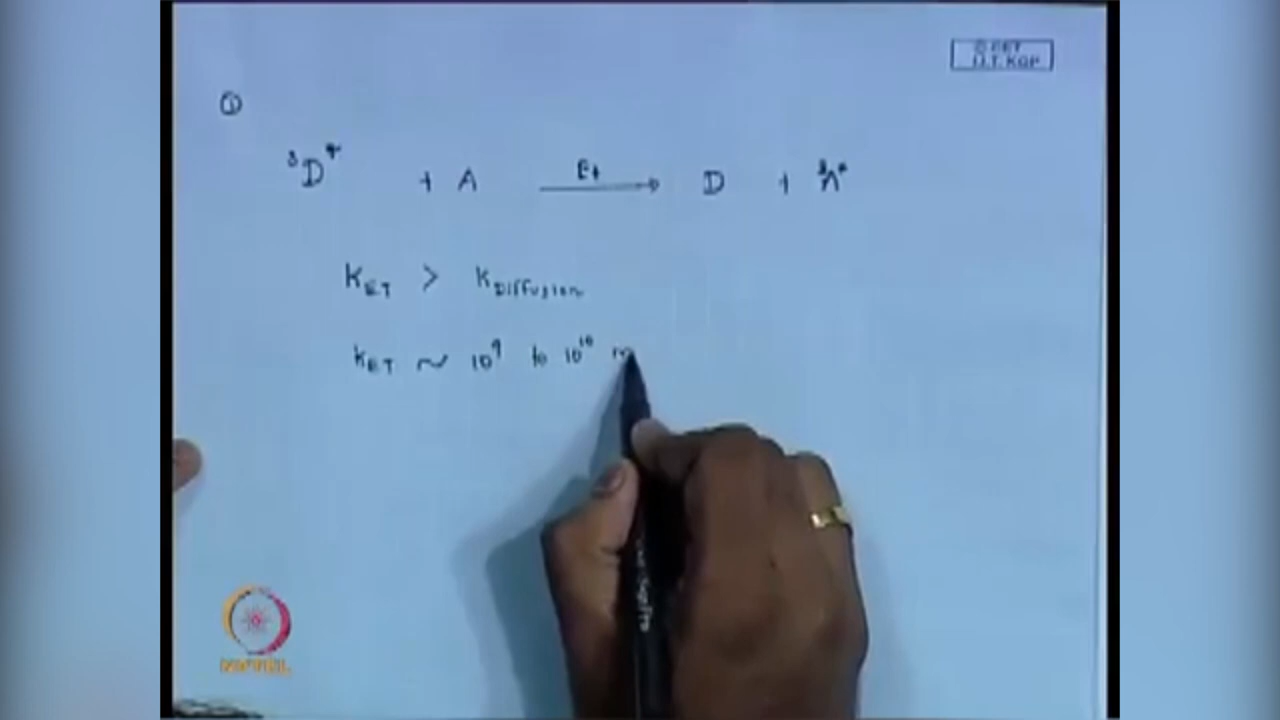 © CET
I.I.T. KGP
①
³D* + A Et → D + ³A*
K_ET > K_Diffusion
K_ET ~ 10⁹ to 10¹⁰ m
NPTEL